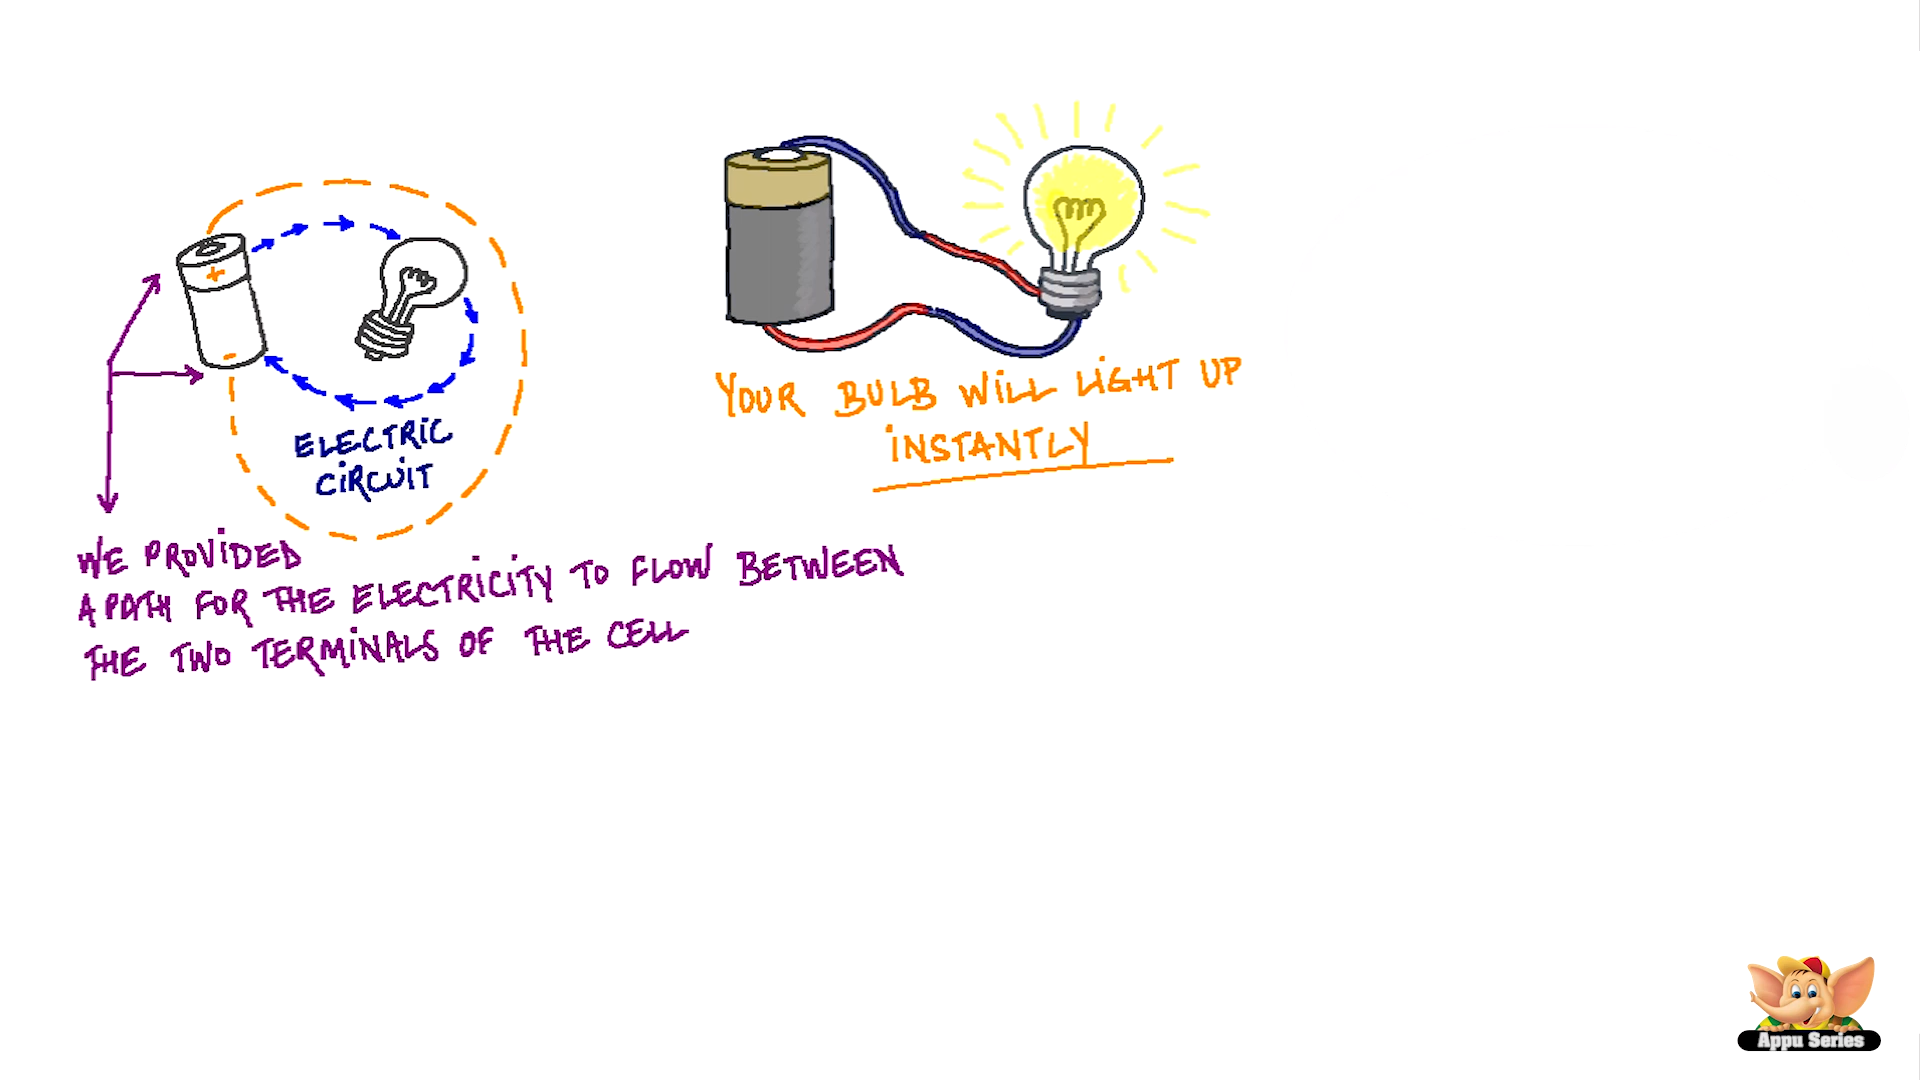 +
-
ELECTRIC
CIRCUIT
YOUR BULB WILL LIGHT UP
INSTANTLY
WE PROVIDED
A PATH FOR THE ELECTRICITY TO FLOW BETWEEN
THE TWO TERMINALS OF THE CELL
Appu Series